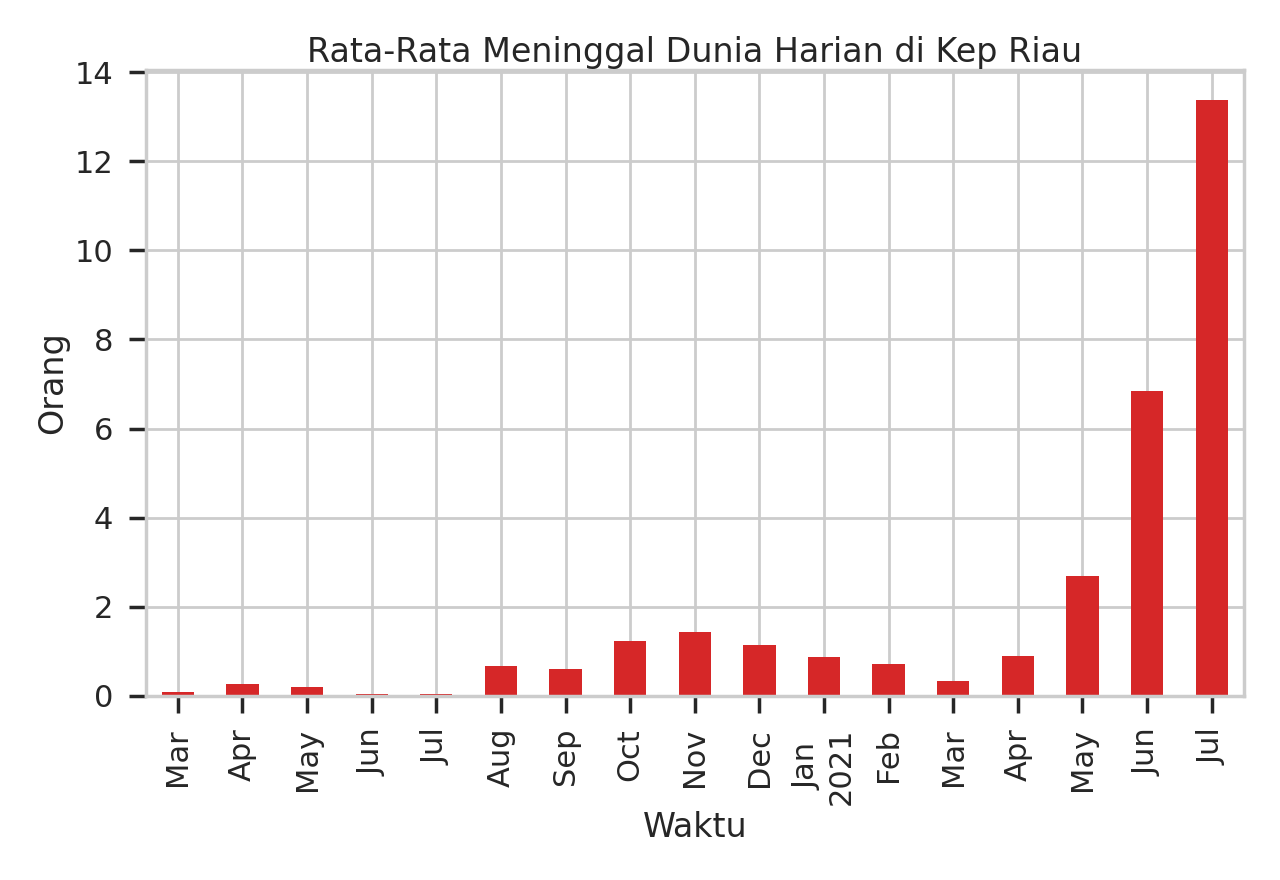 Rata-Rata Meninggal Dunia Harian di Kep Riau
Orang
14
12
10
8
6
4
2
0
Mar
Apr
May
Jun
Jul
Aug
Sep
Oct
Nov
Dec
Jan
2021
Feb
Mar
Apr
May
Jun
Jul
Waktu